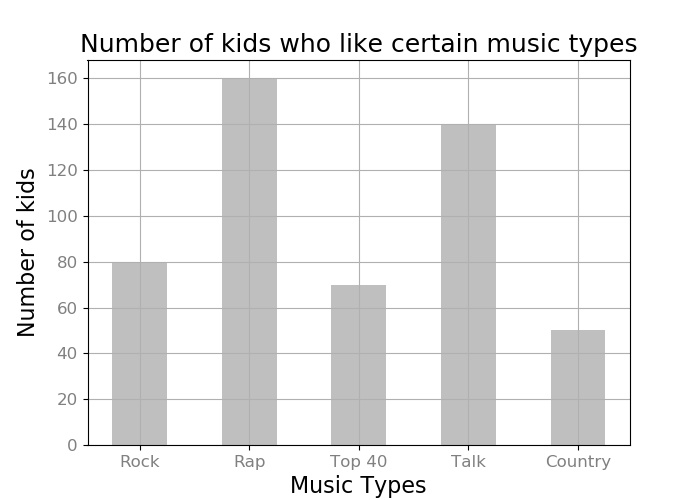 Number of kids who like certain music types
Number of kids
160
140
120
100
80
60
40
20
0
Rock Rap Top 40 Talk Country
Music Types